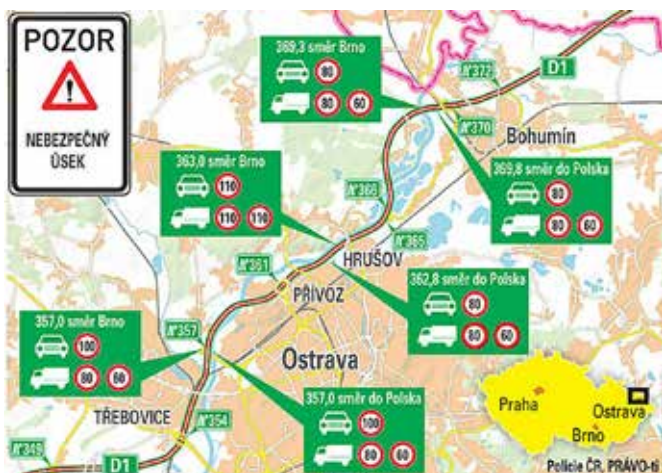 POZOR
NEBEZPEČNÝ
ÚSEK
369,3 směr Brno
80
80 60
372
D1
370
Bohumín
363,0 směr Brno
110
110 110
366
369,8 směr do Polska
80
80 60
365
HRUŠOV
361
PŘÍVOZ
362,8 směr do Polska
80
80 60
357,0 směr Brno
100
80 60
357
Ostrava
357,0 směr do Polska
100
80 60
TŘEBOVICE
354
349
D1
Praha
Ostrava
Brno
Policie ČR, PRÁVO